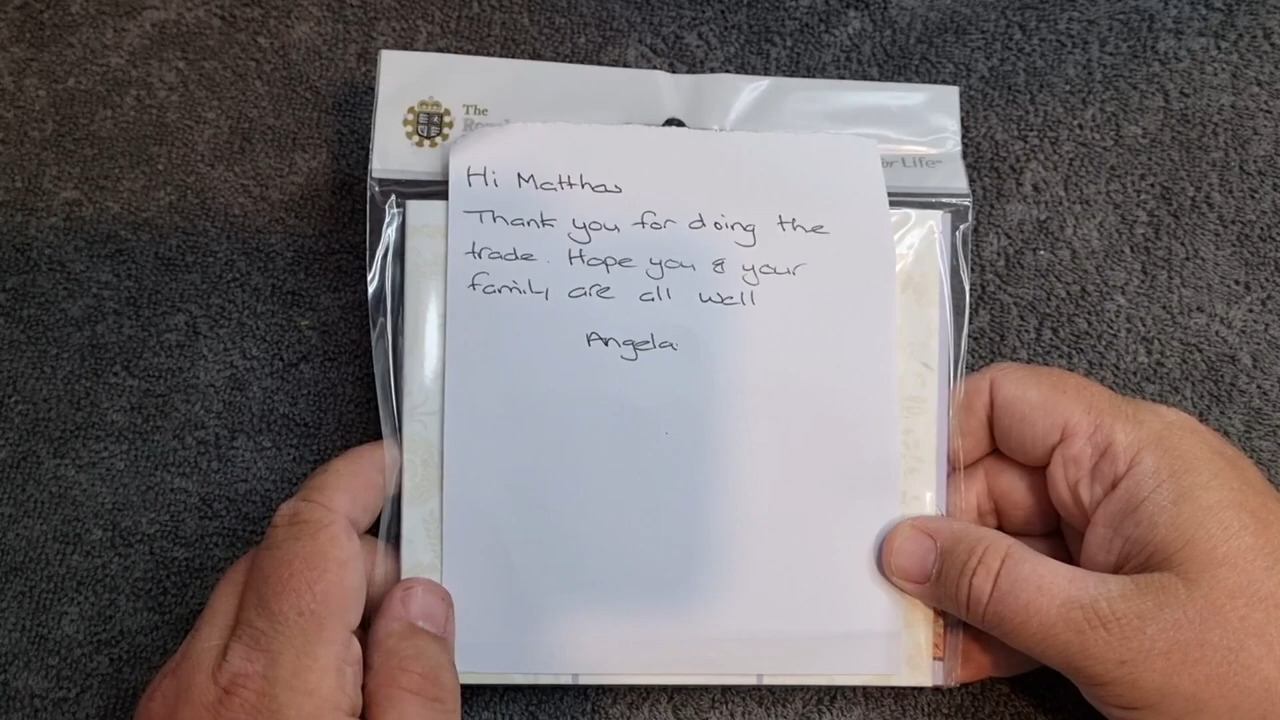 The
Royal
for Life
Hi Matthew
Thank you for doing the
trade. Hope you & your
family are all well
Angela